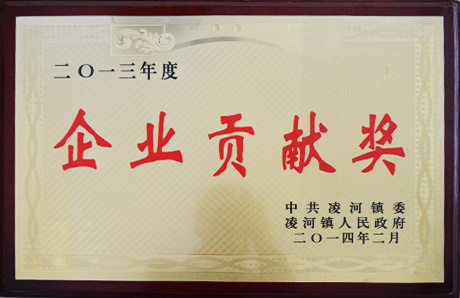 二〇一三年度
企业贡献奖
中共凌河镇委
凌河镇人民政府
二〇一四年二月